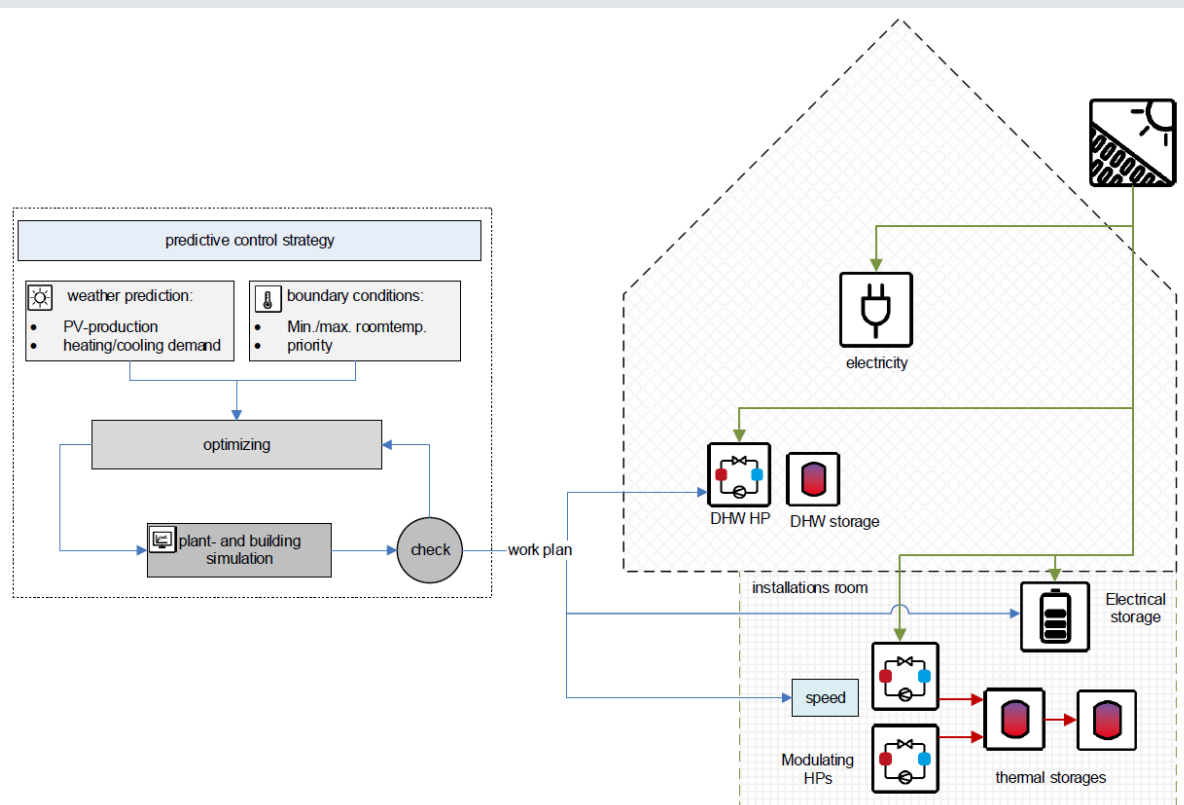 predictive control strategy
weather prediction:
• PV-production
• heating/cooling demand
boundary conditions:
• Min./max. roomtemp.
• priority
optimizing
plant- and building
simulation
check
work plan
electricity
DHW HP
DHW storage
installations room
Electrical
storage
speed
Modulating
HPs
thermal storages